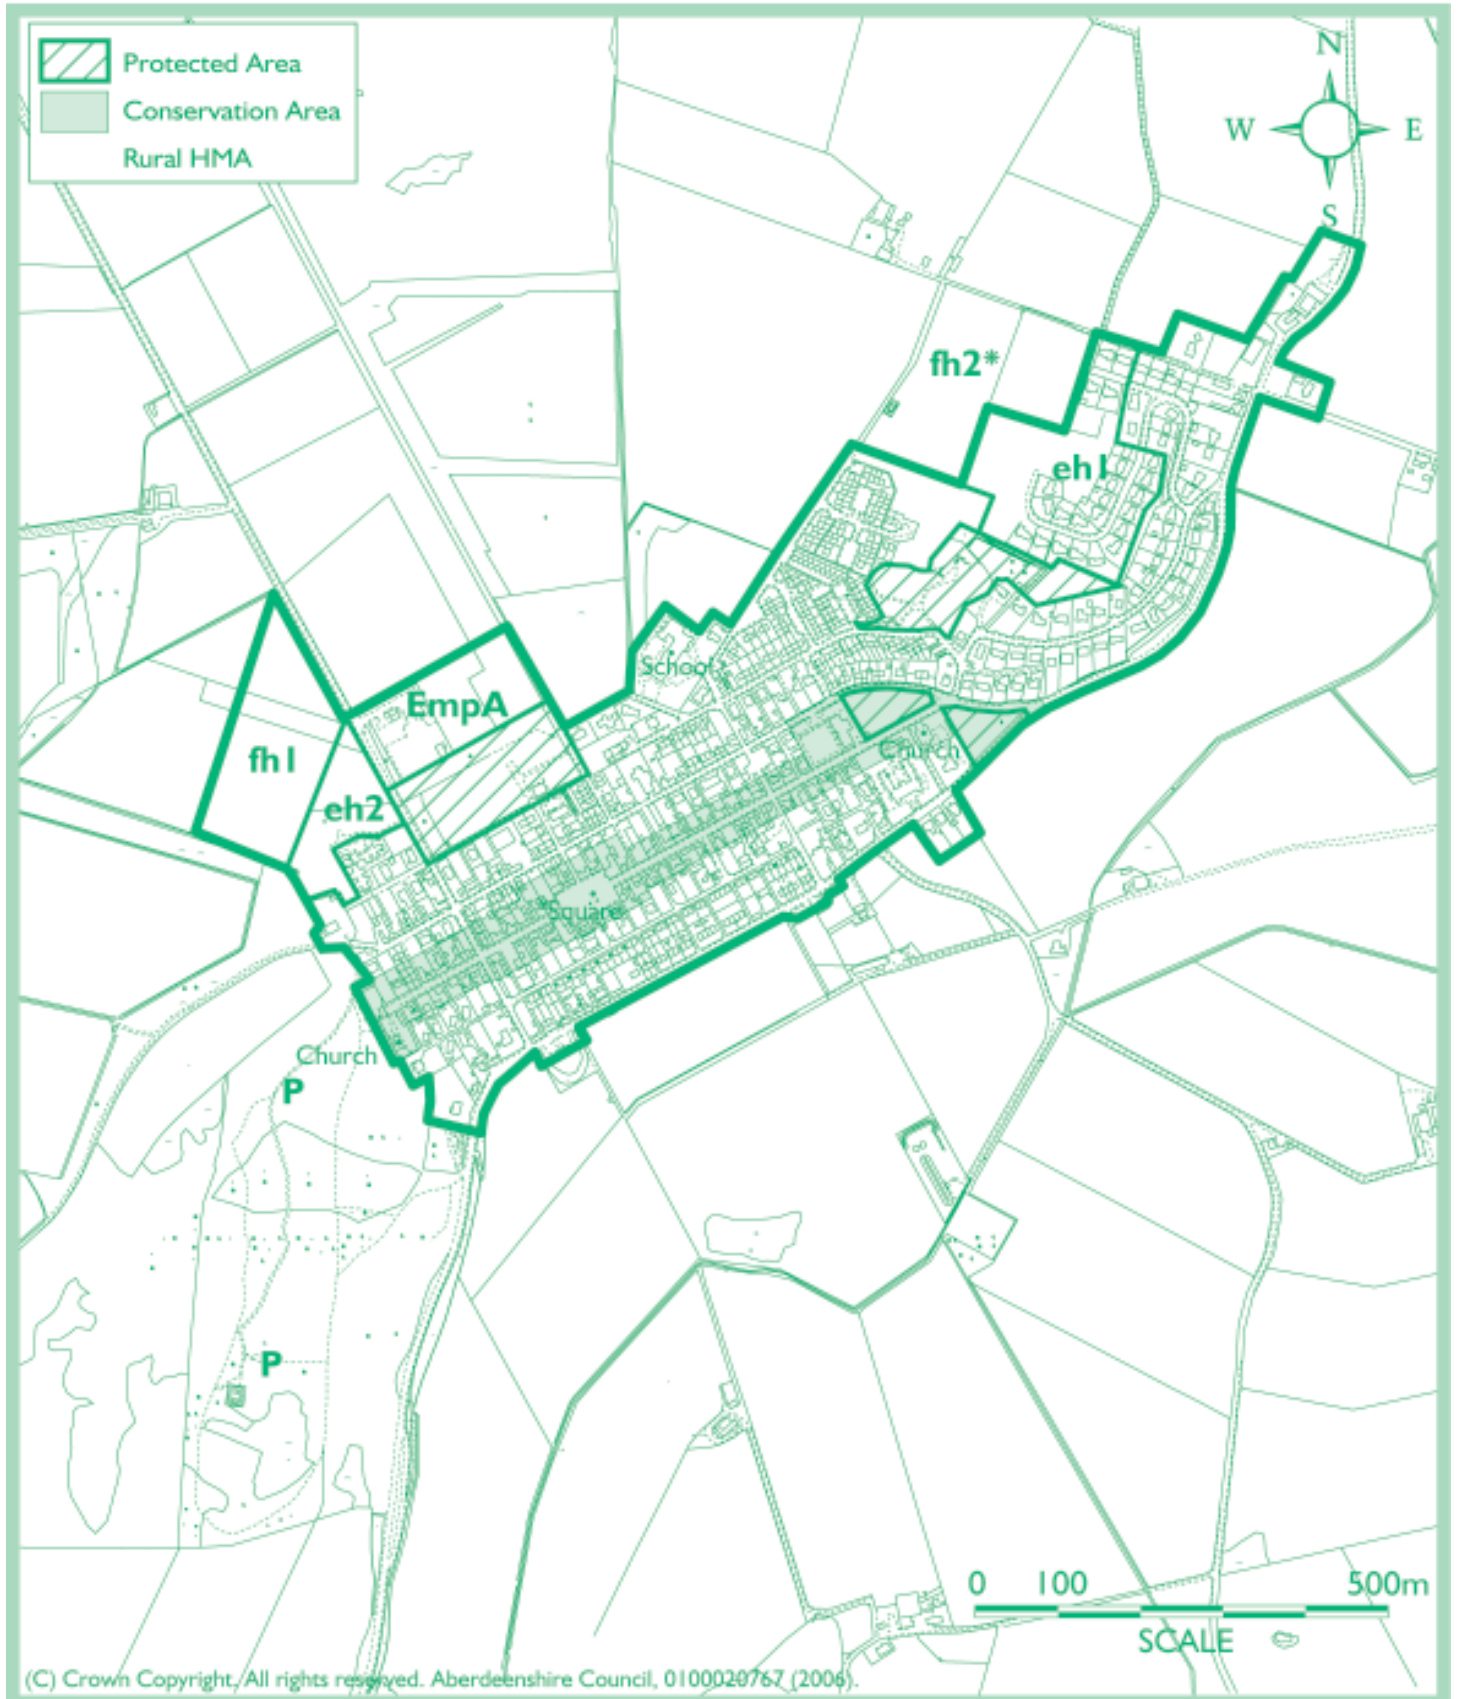 Protected Area
Conservation Area
Rural HMA
N
W
E
S
fh2*
eh1
School
EmpA
fh1
eh2
Church
Square
Church
P
P
0 100 500m
SCALE
(C) Crown Copyright. All rights reserved. Aberdeenshire Council, 0100020767 (2006).